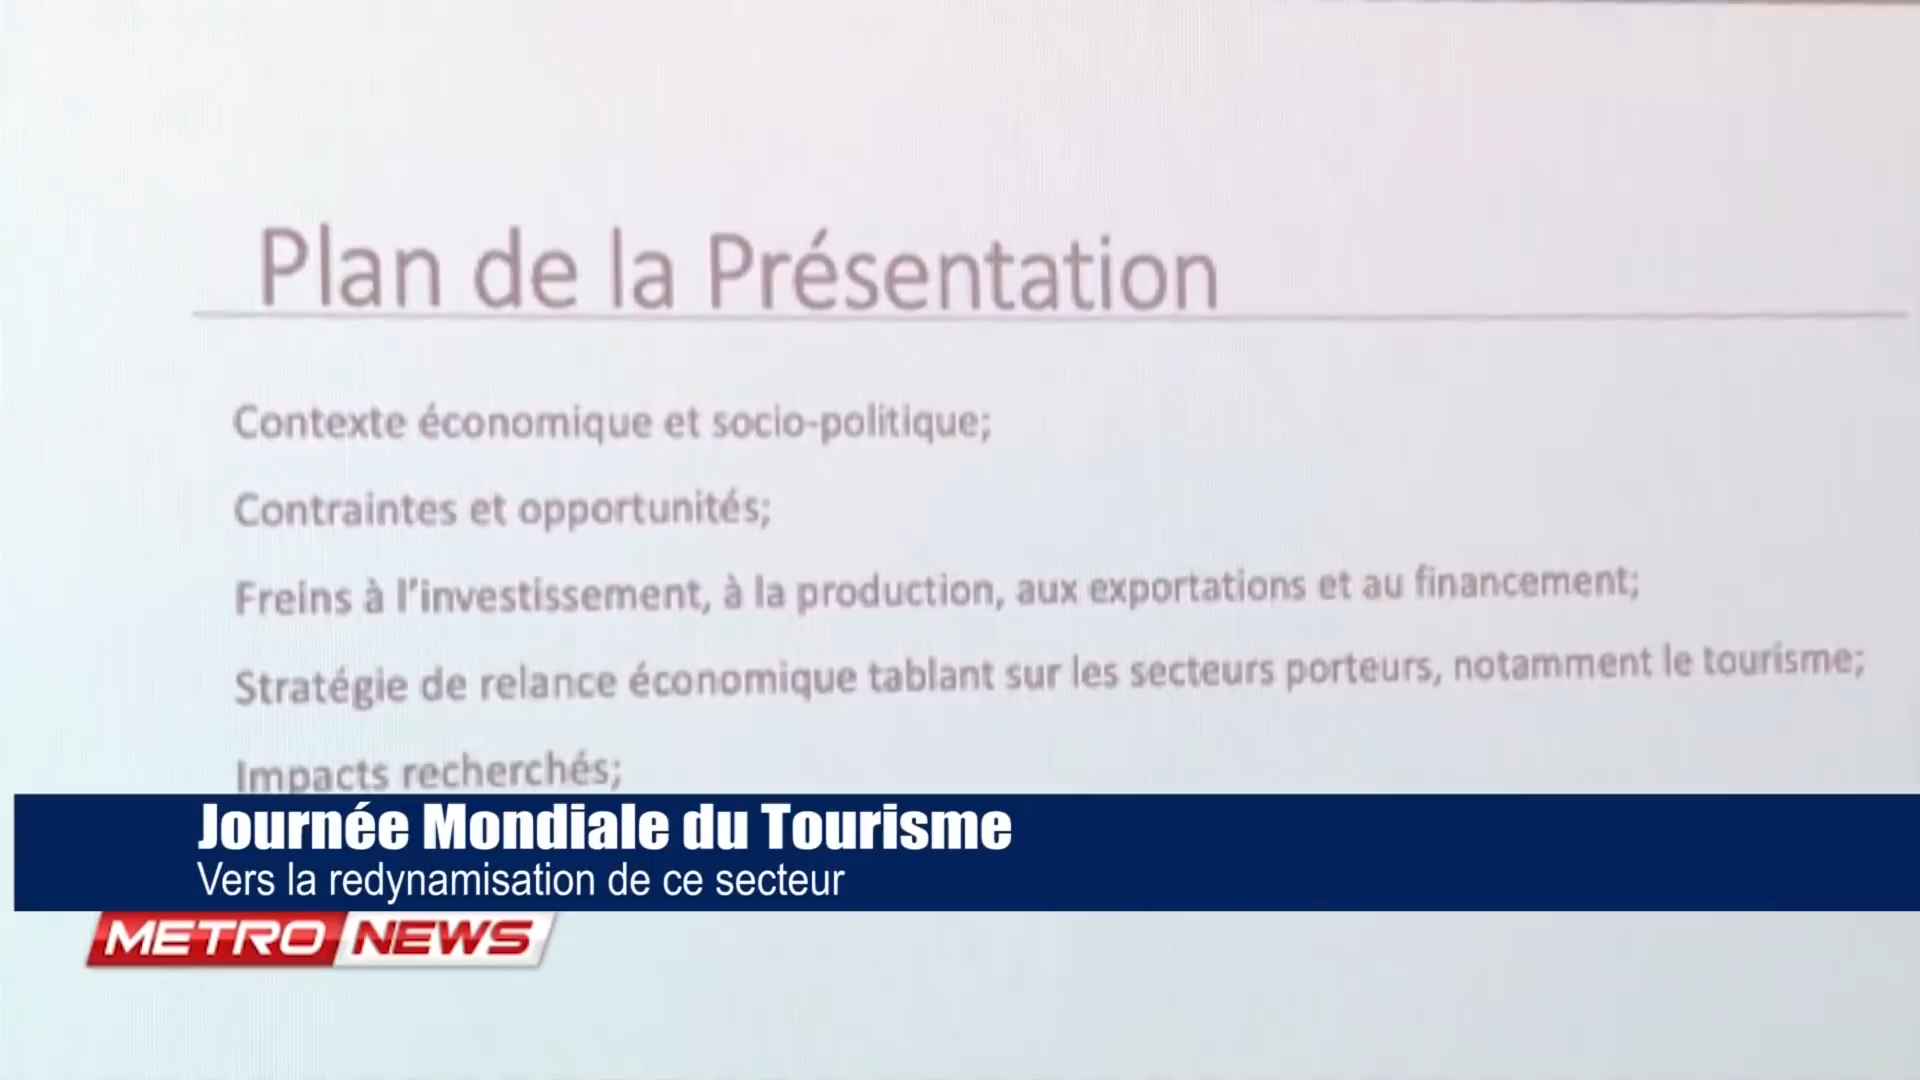 Plan de la Présentation
Contexte économique et socio-politique;
Contraintes et opportunités;
Freins à l'investissement, à la production, aux exportations et au financement;
Stratégie de relance économique tablant sur les secteurs porteurs, notamment le tourisme;
Impacts recherchés;
Journée Mondiale du Tourisme
Vers la redynamisation de ce secteur
METRO NEWS